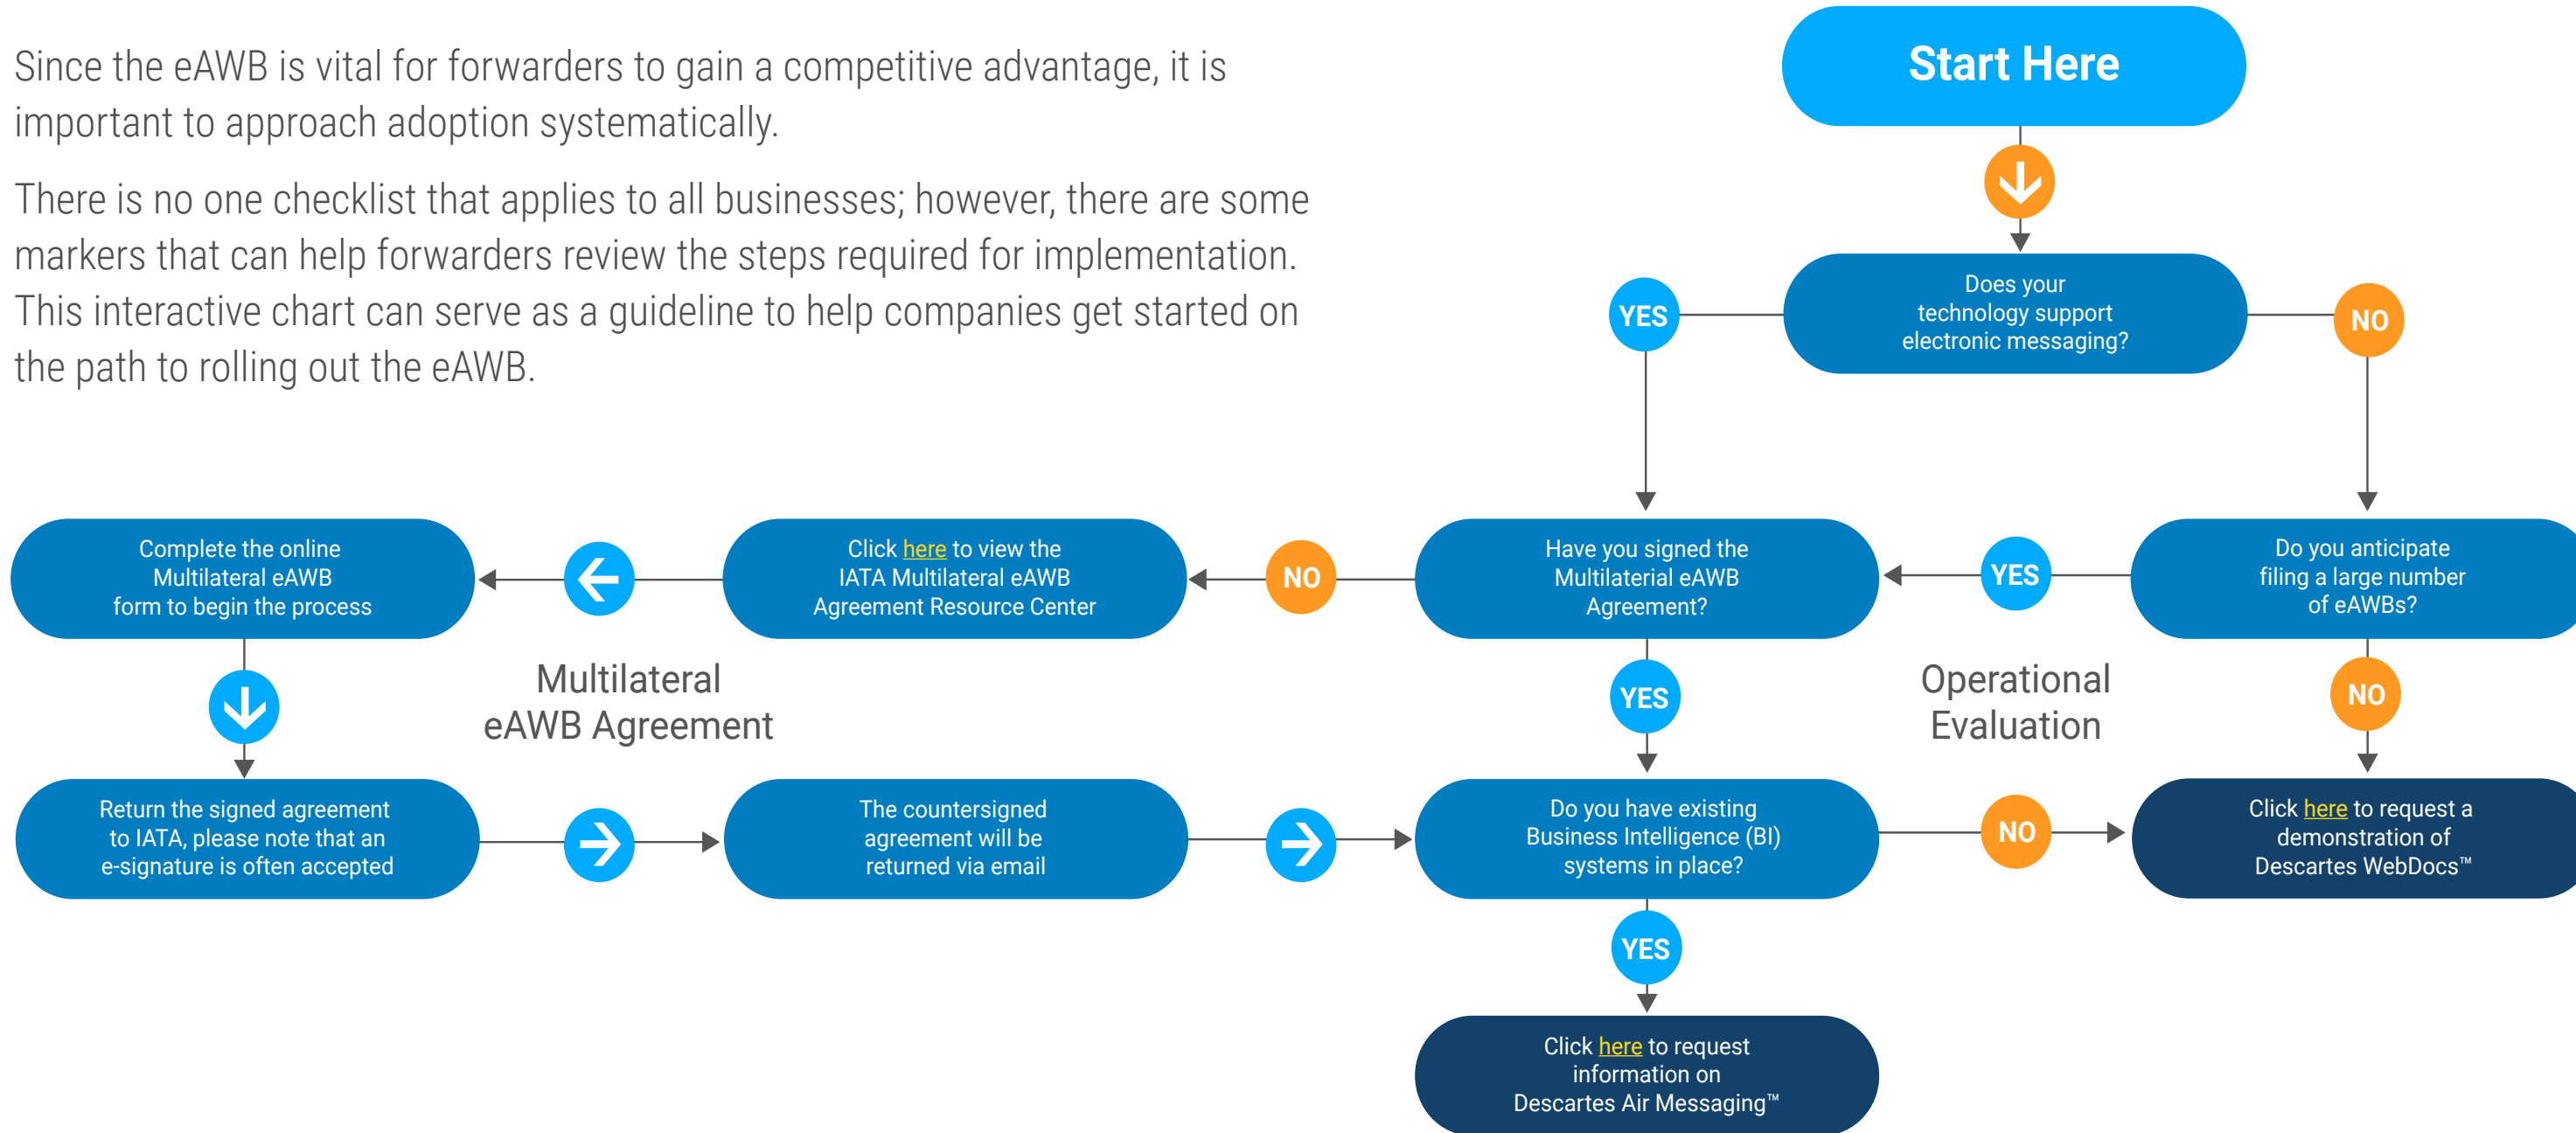 Since the eAWB is vital for forwarders to gain a competitive advantage, it is
important to approach adoption systematically.
There is no one checklist that applies to all businesses; however, there are some
markers that can help forwarders review the steps required for implementation.
This interactive chart can serve as a guideline to help companies get started on
the path to rolling out the eAWB.
Start Here
Does your
technology support
electronic messaging?
YES
NO
Complete the online
Multilateral eAWB
form to begin the process
Click here to view the
IATA Multilateral eAWB
Agreement Resource Center
NO
Have you signed the
Multilaterial eAWB
Agreement?
YES
Do you anticipate
filing a large number
of eAWBs?
Multilateral
eAWB Agreement
YES
Operational
Evaluation
NO
Return the signed agreement
to IATA, please note that an
e-signature is often accepted
The countersigned
agreement will be
returned via email
Do you have existing
Business Intelligence (BI)
systems in place?
NO
Click here to request a
demonstration of
Descartes WebDocs™
YES
Click here to request
information on
Descartes Air Messaging™